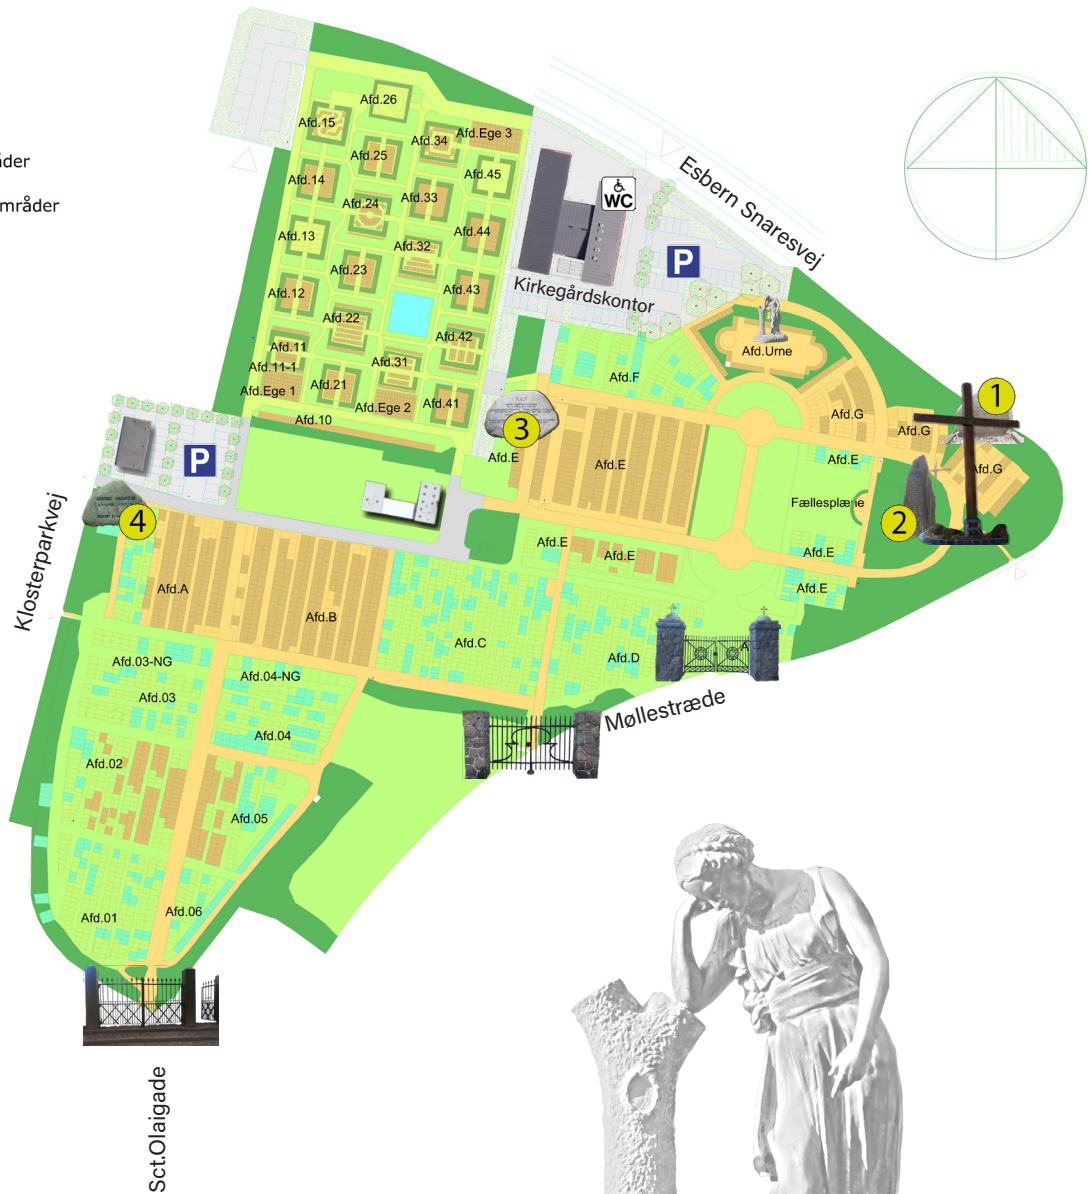 åder
mråder
Afd.26
Afd.15
Afd.34
Afd.Ege 3
Afd.25
Afd.45
Afd.14
Afd.24
Afd.33
Afd.13
Afd.32
Afd.44
Afd.23
Afd.12
Afd.43
Afd.22
Afd.42
Afd.11
Afd.11-1
Afd.31
Afd.Ege 1
Afd.21
Afd.Ege 2
Afd.41
Afd.10
WC
P
Esbern Snaresvej
Kirkegårdskontor
Afd.Urne
Afd.F
Afd.G
Afd.G
Afd.G
1
2
3
4
Afd.E
Afd.E
Afd.E
Fællesplæne
Afd.E
Afd.E
Afd.E
Afd.E
P
Klosterparkvej
Afd.A
Afd.B
Afd.C
Afd.D
A
Møllestræde
Afd.03-NG
Afd.04-NG
Afd.03
Afd.04
Afd.02
Afd.05
Afd.01
Afd.06
Sct.Olaigade